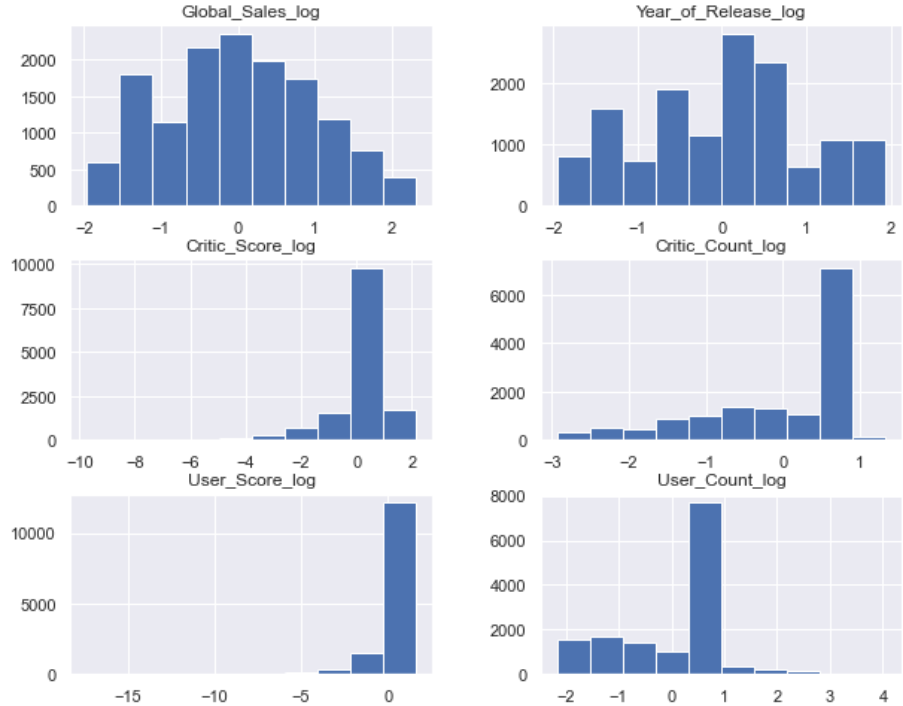 Global_Sales_log
2000
1500
1000
500
0
−2 −1 0 1 2
Year_of_Release_log
2000
1000
0
−2 −1 0 1 2
Critic_Score_log
10000
7500
5000
2500
0
−10 −8 −6 −4 −2 0 2
Critic_Count_log
6000
4000
2000
0
−3 −2 −1 0 1
User_Score_log
10000
5000
0
−15 −10 −5 0
User_Count_log
8000
6000
4000
2000
0
−2 −1 0 1 2 3 4